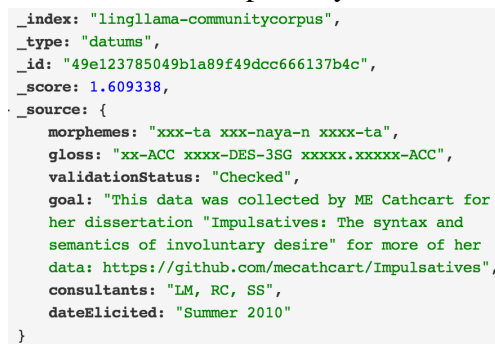 _index: "lingllama-communitycorpus",
_type: "datums",
_id: "49e123785049b1a89f49dcc666137b4c",
_score: 1.609338,
_source: {
morphemes: "xxx-ta xxx-naya-n xxxx-ta",
gloss: "xx-ACC xxxx-DES-3SG xxxxx.xxxxx-ACC",
validationStatus: "Checked",
goal: "This data was collected by ME Cathcart for
her dissertation "Impulsatives: The syntax and
semantics of involuntary desire" for more of her
data: https://github.com/mecathcart/Impulsatives",
consultants: "LM, RC, SS",
dateElicited: "Summer 2010"
}